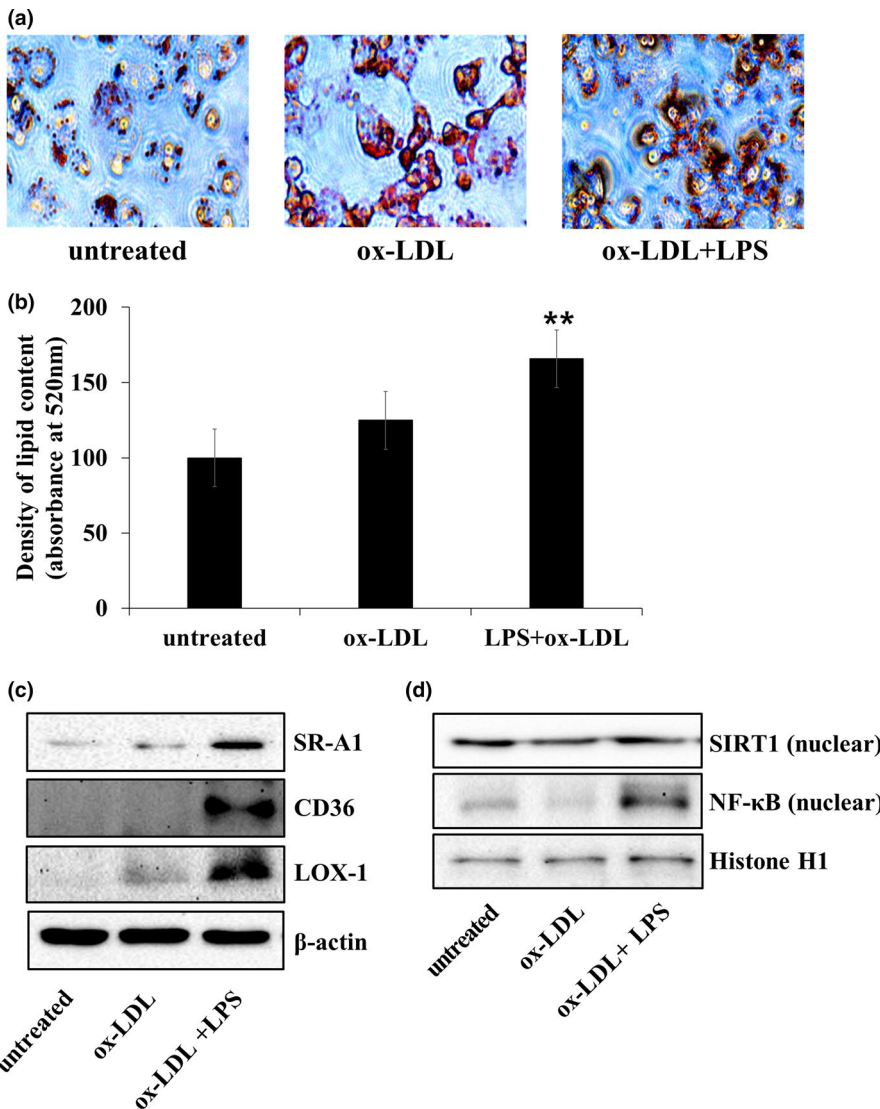 (a)
untreated
ox-LDL
ox-LDL+LPS
(b)
Density of lipid content
(absorbance at 520nm)
200
150
100
50
0
**
untreated
ox-LDL
LPS+ox-LDL
(c)
SR-A1
CD36
LOX-1
β-actin
untreated
ox-LDL
ox-LDL +LPS
(d)
SIRT1 (nuclear)
NF-κB (nuclear)
Histone H1
untreated
ox-LDL
ox-LDL+ LPS